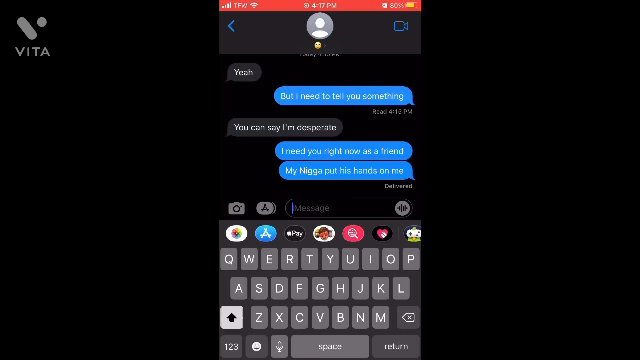 TFW
4:17 PM
80%
VITA
Yeah
But I need to tell you something
Read 4:15 PM
You can say I'm desperate
I need you right now as a friend
My Nigga put his hands on me
Delivered
Message
Pay
Q W E R T Y U I O P
A S D F G H J K L
Z X C V B N M
123
space
return